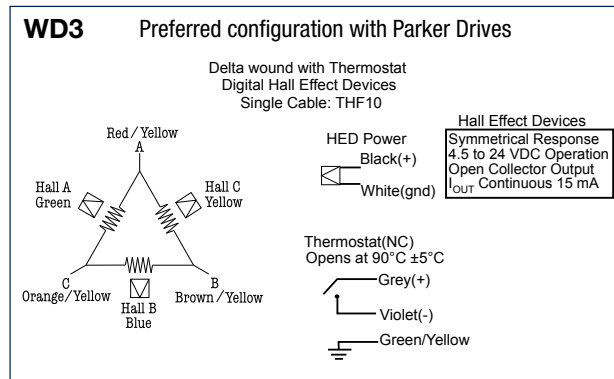 WD3 Preferred configuration with Parker Drives
Delta wound with Thermostat
Digital Hall Effect Devices
Single Cable: THF10
Red/Yellow
A
Hall A
Green
Hall C
Yellow
C
Orange/Yellow
Hall B
Blue
B
Brown/Yellow
HED Power
Black(+)
White(gnd)
Hall Effect Devices
Symmetrical Response
4.5 to 24 VDC Operation
Open Collector Output
IOUT Continuous 15 mA
Thermostat(NC)
Opens at 90°C ±5°C
Grey(+)
Violet(-)
Green/Yellow